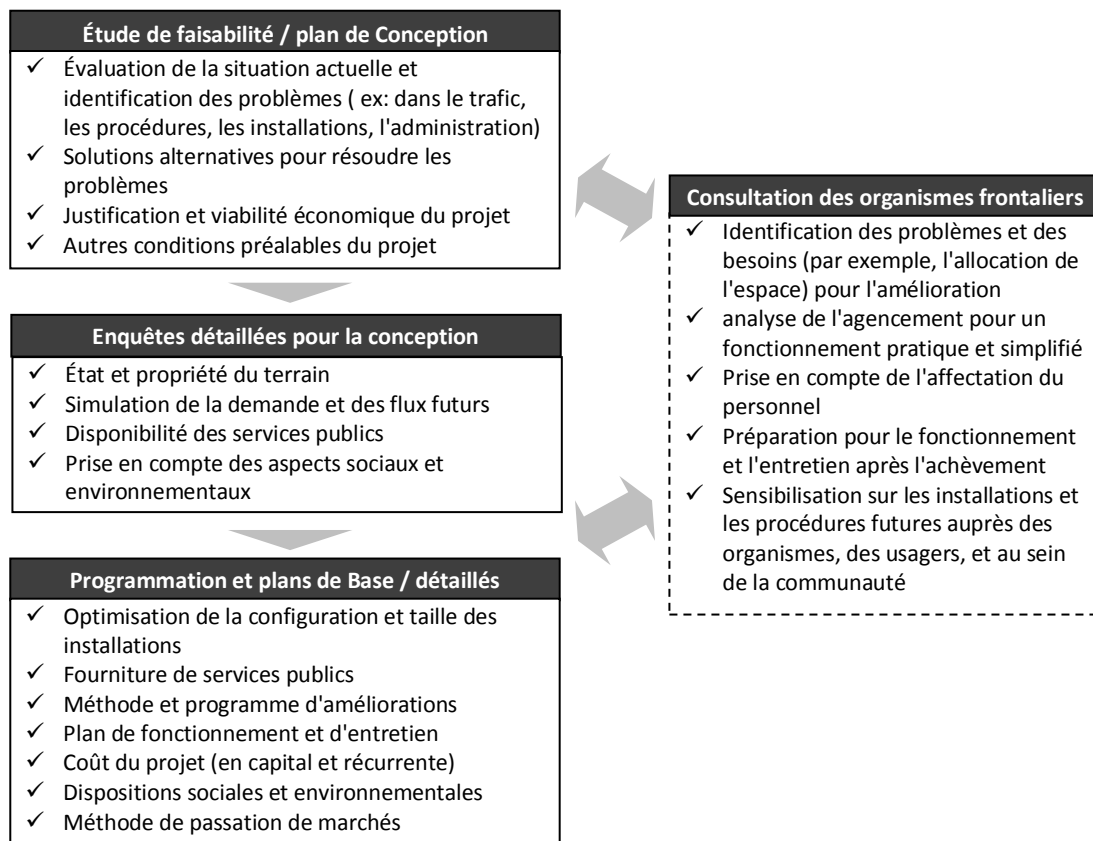 Étude de faisabilité / plan de Conception
✓ Évaluation de la situation actuelle et
identification des problèmes ( ex: dans le trafic,
les procédures, les installations, l'administration)
✓ Solutions alternatives pour résoudre les
problèmes
✓ Justification et viabilité économique du projet
✓ Autres conditions préalables du projet
Enquêtes détaillées pour la conception
✓ État et propriété du terrain
✓ Simulation de la demande et des flux futurs
✓ Disponibilité des services publics
✓ Prise en compte des aspects sociaux et
environnementaux
Programmation et plans de Base / détaillés
✓ Optimisation de la configuration et taille des
installations
✓ Fourniture de services publics
✓ Méthode et programme d'améliorations
✓ Plan de fonctionnement et d'entretien
✓ Coût du projet (en capital et récurrente)
✓ Dispositions sociales et environnementales
✓ Méthode de passation de marchés
Consultation des organismes frontaliers
✓ Identification des problèmes et des
besoins (par exemple, l'allocation de
l'espace) pour l'amélioration
✓ analyse de l'agencement pour un
fonctionnement pratique et simplifié
✓ Prise en compte de l'affectation du
personnel
✓ Préparation pour le fonctionnement
et l'entretien après l'achèvement
✓ Sensibilisation sur les installations et
les procédures futures auprès des
organismes, des usagers, et au sein
de la communauté